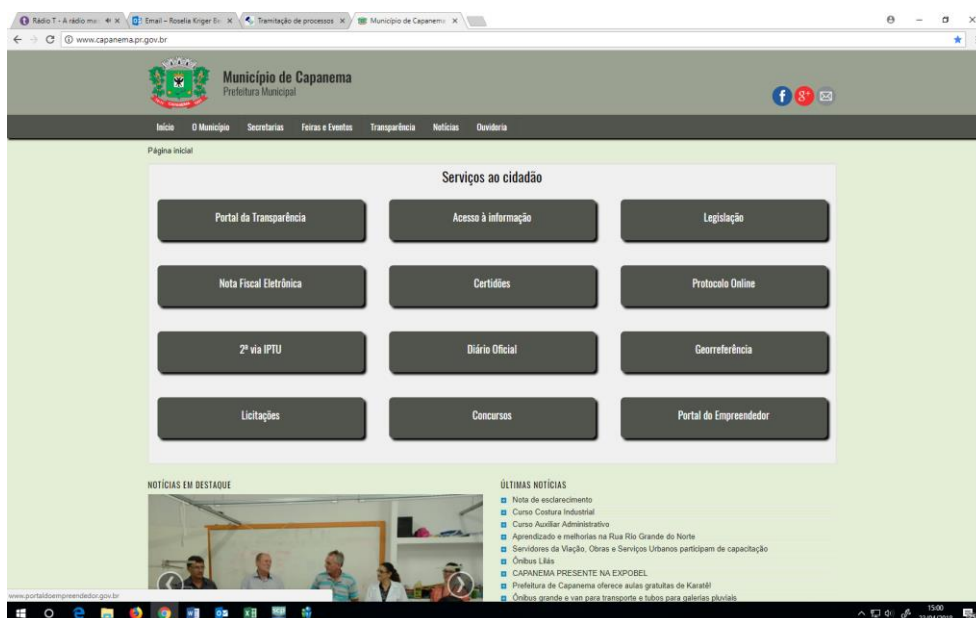 Rádio T - A rádio ma
Email – Roselia Kriger Be
Tramitação de processos
Município de Capanema
www.capanema.pr.gov.br
Município de Capanema
Prefeitura Municipal
Início O Município Secretarias Feiras e Eventos Transparência Notícias Ouvidoria
Página inicial
Serviços ao cidadão
Portal da Transparência Acesso à informação Legislação
Nota Fiscal Eletrônica Certidões Protocolo Online
2ª via IPTU Diário Oficial Georreferência
Licitações Concursos Portal do Empreendedor
NOTÍCIAS EM DESTAQUE
ÚLTIMAS NOTÍCIAS
Nota de esclarecimento
Curso Costura Industrial
Curso Auxiliar Administrativo
Aprendizado e melhorias na Rua Rio Grande do Norte
Servidores da Viação, Obras e Serviços Urbanos participam de capacitação
Ônibus Lilás
CAPANEMA PRESENTE NA EXPOBEL
Prefeitura de Capanema oferece aulas gratuitas de Karatê!
Ônibus grande e van para transporte e tubos para galerias pluviais
www.portaldoempreendedor.gov.br
15:00